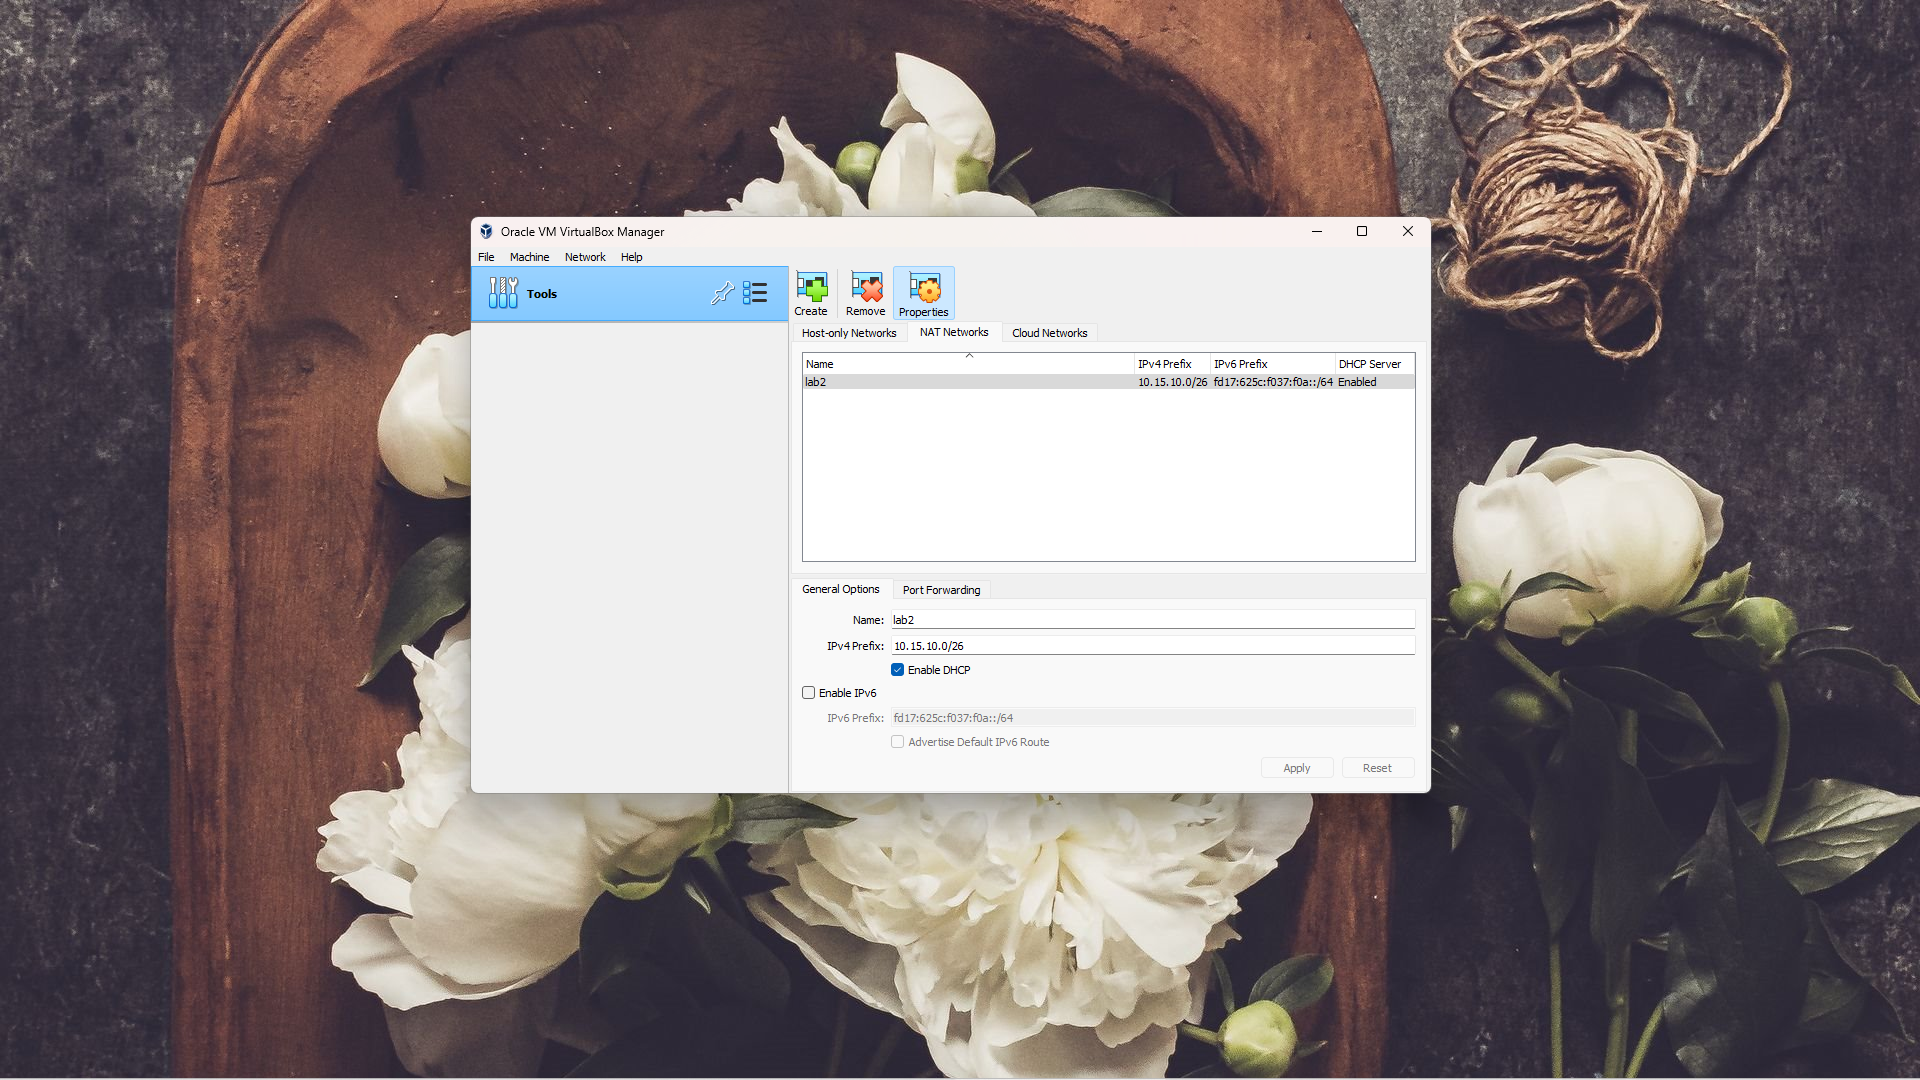 Oracle VM VirtualBox Manager
File Machine Network Help
Tools
Create Remove Properties
Host-only Networks NAT Networks Cloud Networks
Name IPv4 Prefix IPv6 Prefix DHCP Server
lab2 10.15.10.0/26 fd17:625c:f037:f0a::/64 Enabled
General Options Port Forwarding
Name: lab2
IPv4 Prefix: 10.15.10.0/26
Enable DHCP
Enable IPv6
IPv6 Prefix: fd17:625c:f037:f0a::/64
Advertise Default IPv6 Route
Apply Reset